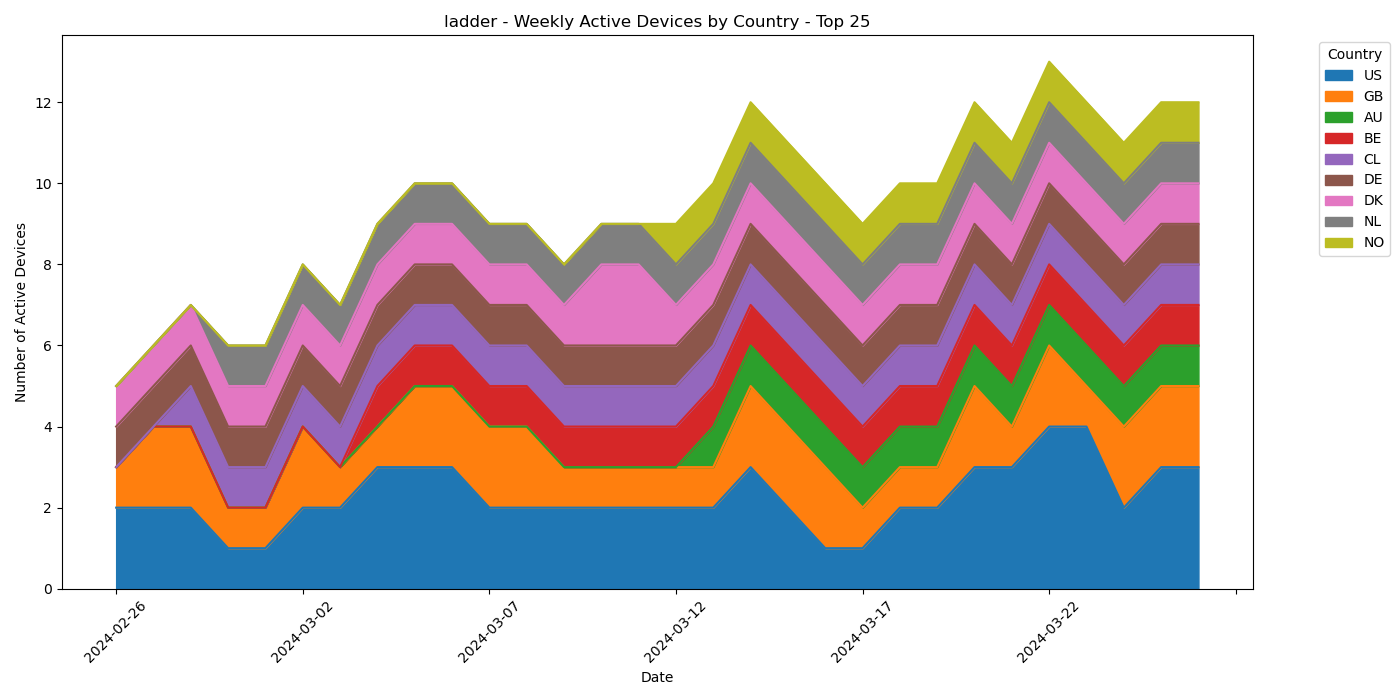 ladder - Weekly Active Devices by Country - Top 25
Number of Active Devices
12
10
8
6
4
2
0
2024-02-26
2024-03-02
2024-03-07
2024-03-12
2024-03-17
2024-03-22
Date
Country
US
GB
AU
BE
CL
DE
DK
NL
NO